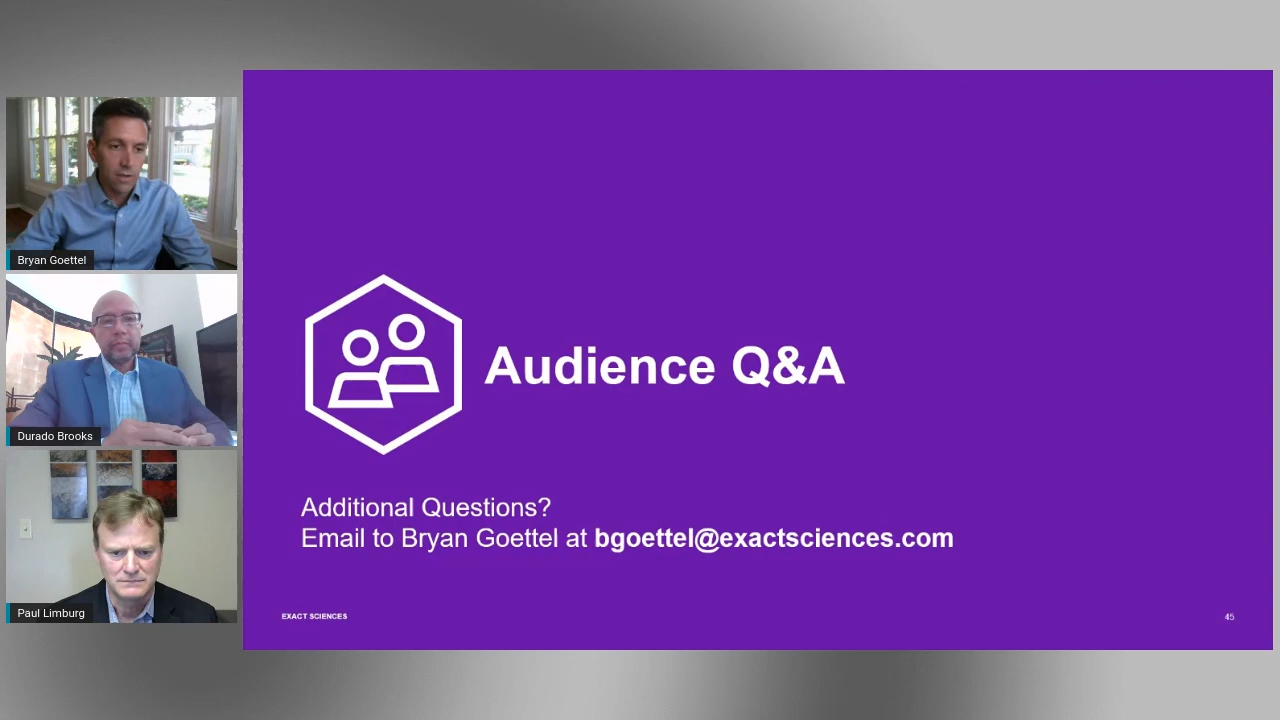 Bryan Goettel
Durado Brooks
Paul Limburg
Audience Q&A
Additional Questions?
Email to Bryan Goettel at bgoettel@exactsciences.com
EXACT SCIENCES
45